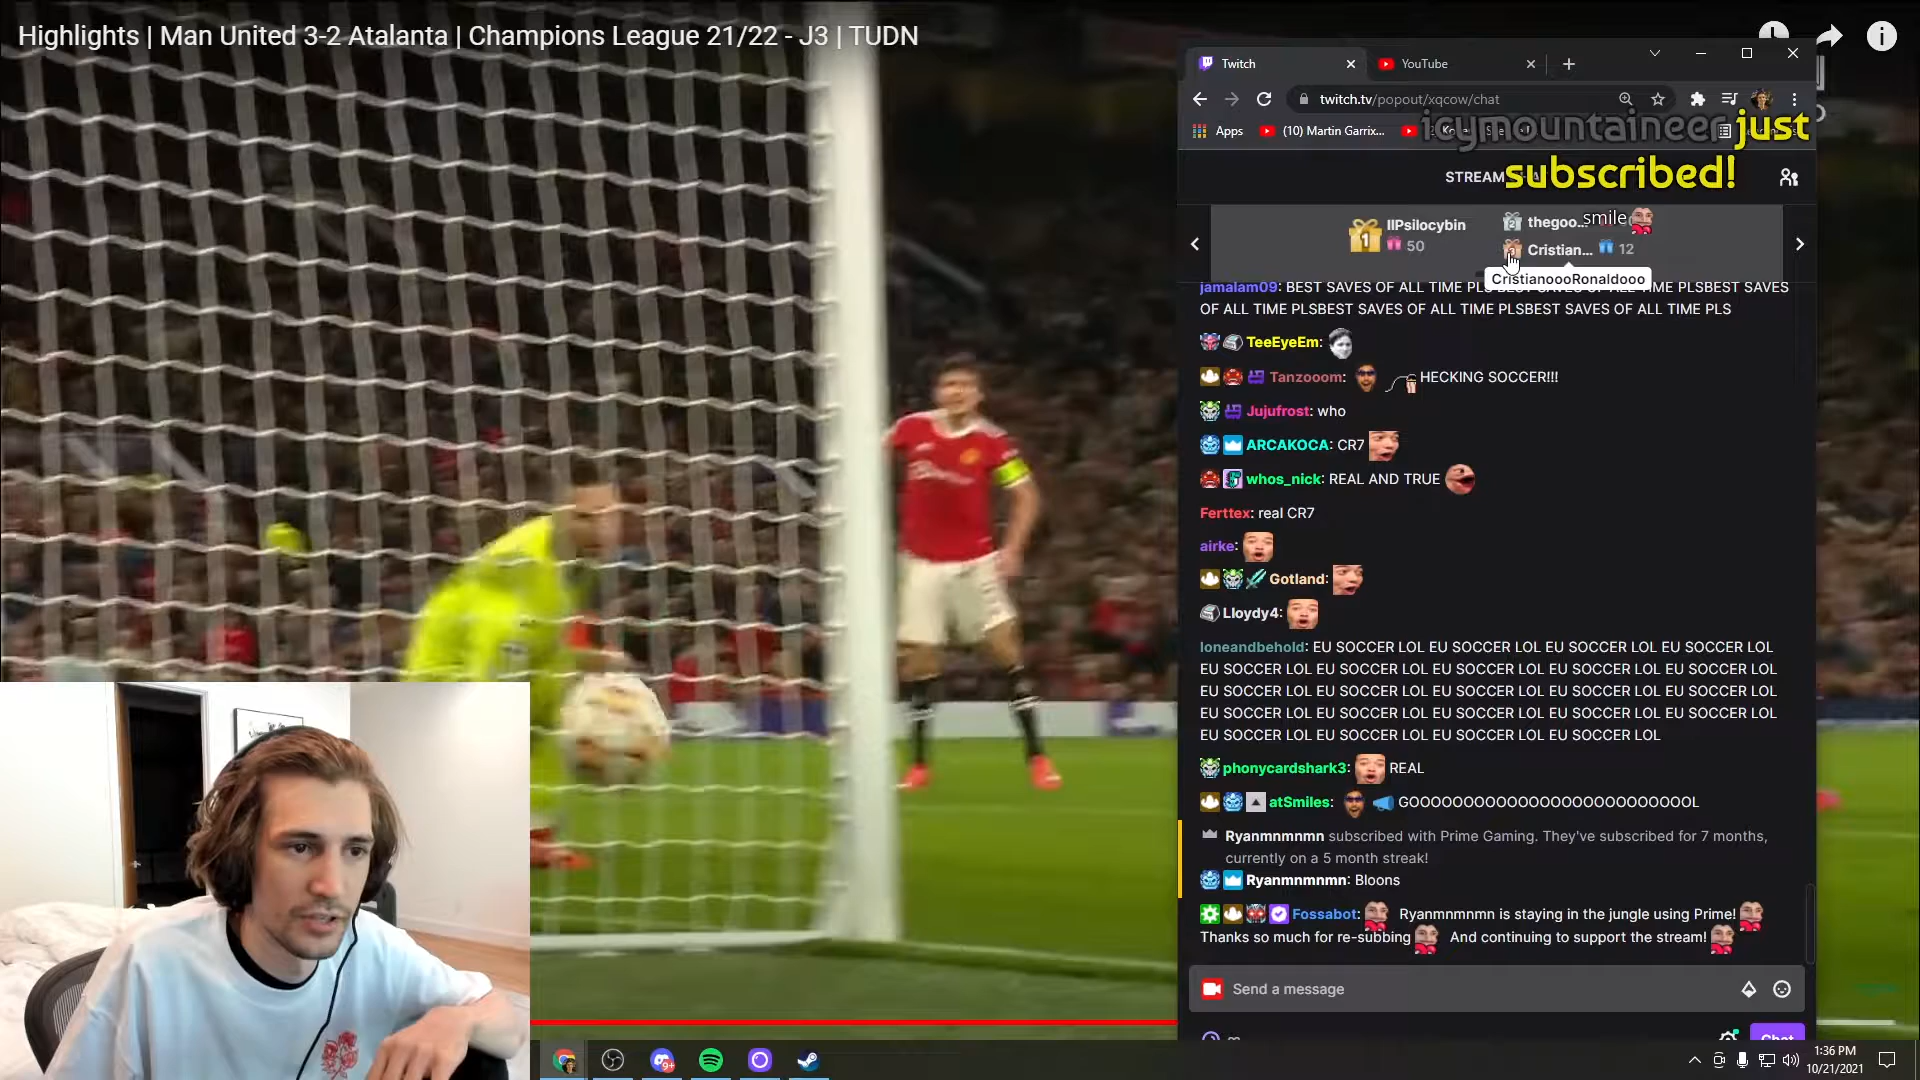 Highlights | Man United 3-2 Atalanta | Champions League 21/22 - J3 | TUDN
Twitch
YouTube
twitch.tv/popout/xqcow/chat
Apps
(10) Martin Garrix...
icymountaineer just
subscribed!
STREAM
smile
IIPsilocybin
50
thegoo...
Cristian...
12
CristianoooRonaldooo
jamalam09: BEST SAVES OF ALL TIME PLSBEST SAVES OF ALL TIME PLSBEST SAVES
OF ALL TIME PLSBEST SAVES OF ALL TIME PLSBEST SAVES OF ALL TIME PLS
TeeEyeEm:
Tanzooom: HECKING SOCCER!!!
Jujufrost: who
ARCAKOCA: CR7
whos_nick: REAL AND TRUE
Ferttex: real CR7
airke:
Gotland:
Lloydy4:
loneandbehold: EU SOCCER LOL EU SOCCER LOL EU SOCCER LOL EU SOCCER LOL
EU SOCCER LOL EU SOCCER LOL EU SOCCER LOL EU SOCCER LOL EU SOCCER LOL
EU SOCCER LOL EU SOCCER LOL EU SOCCER LOL EU SOCCER LOL EU SOCCER LOL
EU SOCCER LOL EU SOCCER LOL EU SOCCER LOL EU SOCCER LOL EU SOCCER LOL
EU SOCCER LOL EU SOCCER LOL EU SOCCER LOL EU SOCCER LOL
phonycardshark3: REAL
atSmiles: GOOOOOOOOOOOOOOOOOOOOOOOOOOL
Ryanmnmnmn subscribed with Prime Gaming. They've subscribed for 7 months,
currently on a 5 month streak!
Ryanmnmnmn: Bloons
Fossabot: Ryanmnmnmn is staying in the jungle using Prime!
Thanks so much for re-subbing And continuing to support the stream!
Send a message
Chat
1:36 PM
10/21/2021